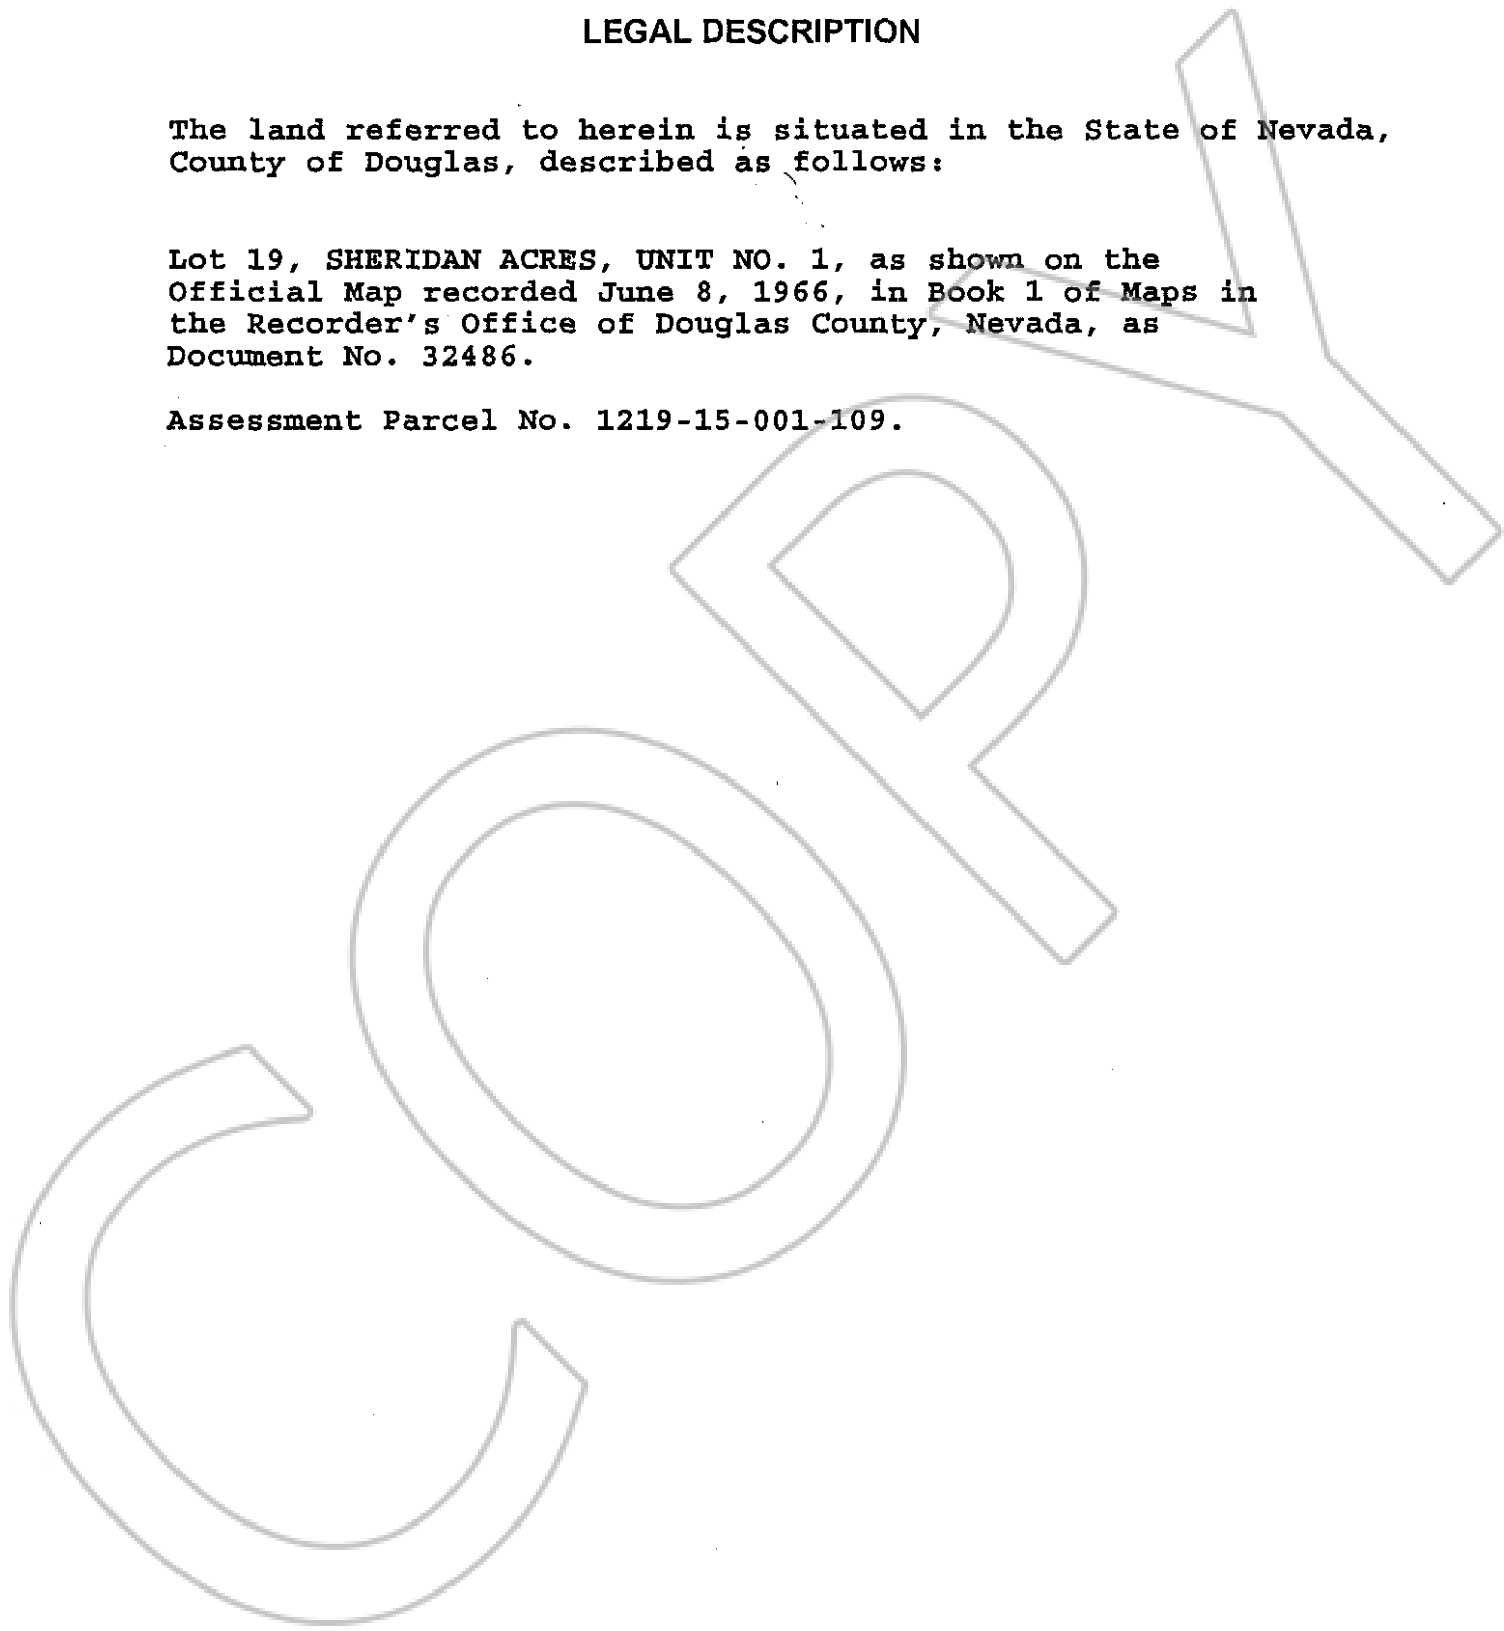 LEGAL DESCRIPTION
The land referred to herein is situated in the State of Nevada,
County of Douglas, described as follows:
Lot 19, SHERIDAN ACRES, UNIT NO. 1, as shown on the
Official Map recorded June 8, 1966, in Book 1 of Maps in
the Recorder's Office of Douglas County, Nevada, as
Document No. 32486.
Assessment Parcel No. 1219-15-001-109.
COPY